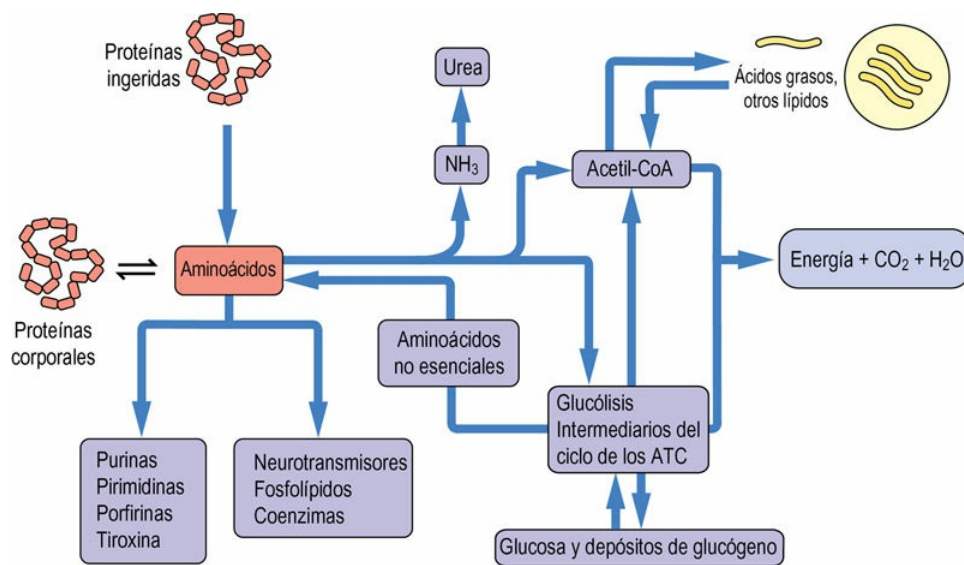 Proteínas
ingeridas
Urea
Ácidos grasos,
otros lípidos
NH₃
Acetil-CoA
Aminoácidos
Energía + CO₂ + H₂O
Proteínas
corporales
Aminoácidos
no esenciales
Glucólisis
Intermediarios del
ciclo de los ATC
Purinas
Pirimidinas
Porfirinas
Tiroxina
Neurotransmisores
Fosfolípidos
Coenzimas
Glucosa y depósitos de glucógeno